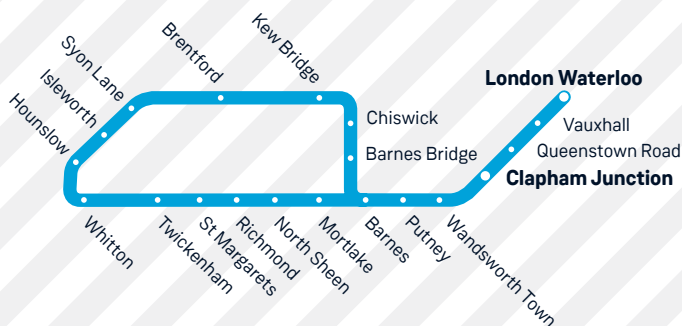 Kew Bridge
Brentford
Syon Lane
Isleworth
Hounslow
London Waterloo
Vauxhall
Queenstown Road
Clapham Junction
Chiswick
Barnes Bridge
Whitton
Twickenham
St Margarets
Richmond
North Sheen
Mortlake
Barnes
Putney
Wandsworth Town